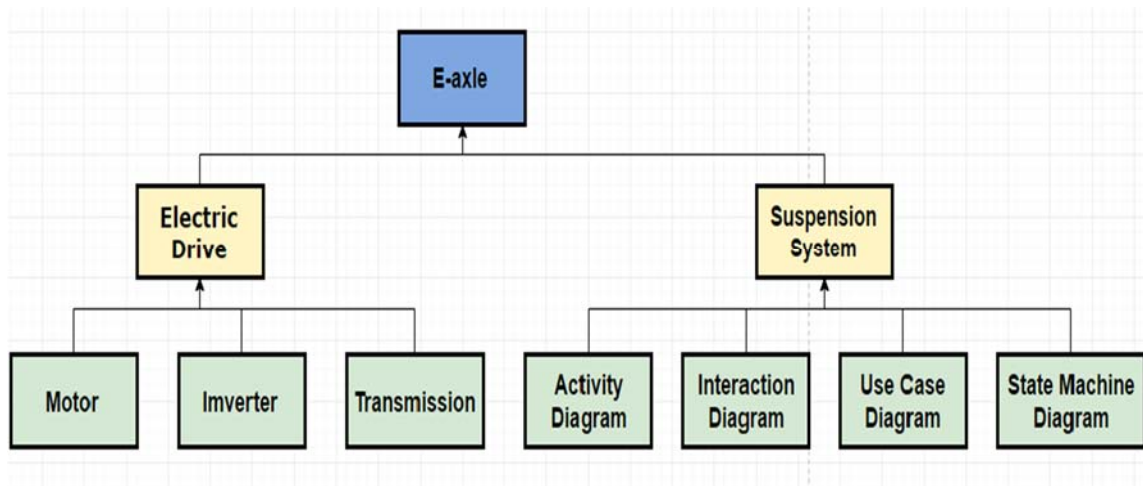 E-axle
Electric
Drive
Suspension
System
Motor
Imverter
Transmission
Activity
Diagram
Interaction
Diagram
Use Case
Diagram
State Machine
Diagram